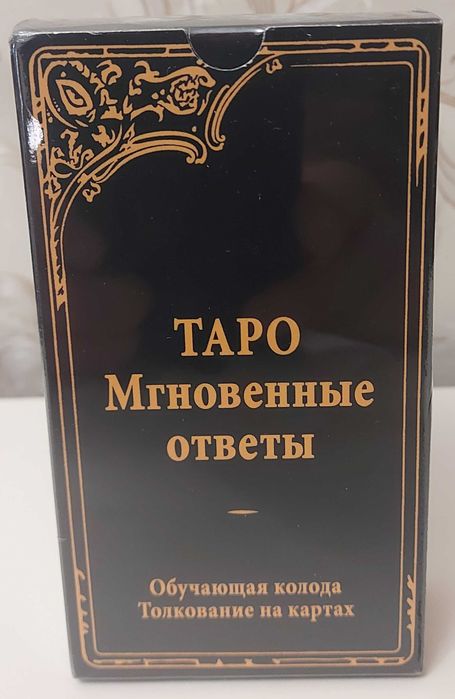 ТАРО
Мгновенные
ответы
Обучающая колода
Толкование на картах